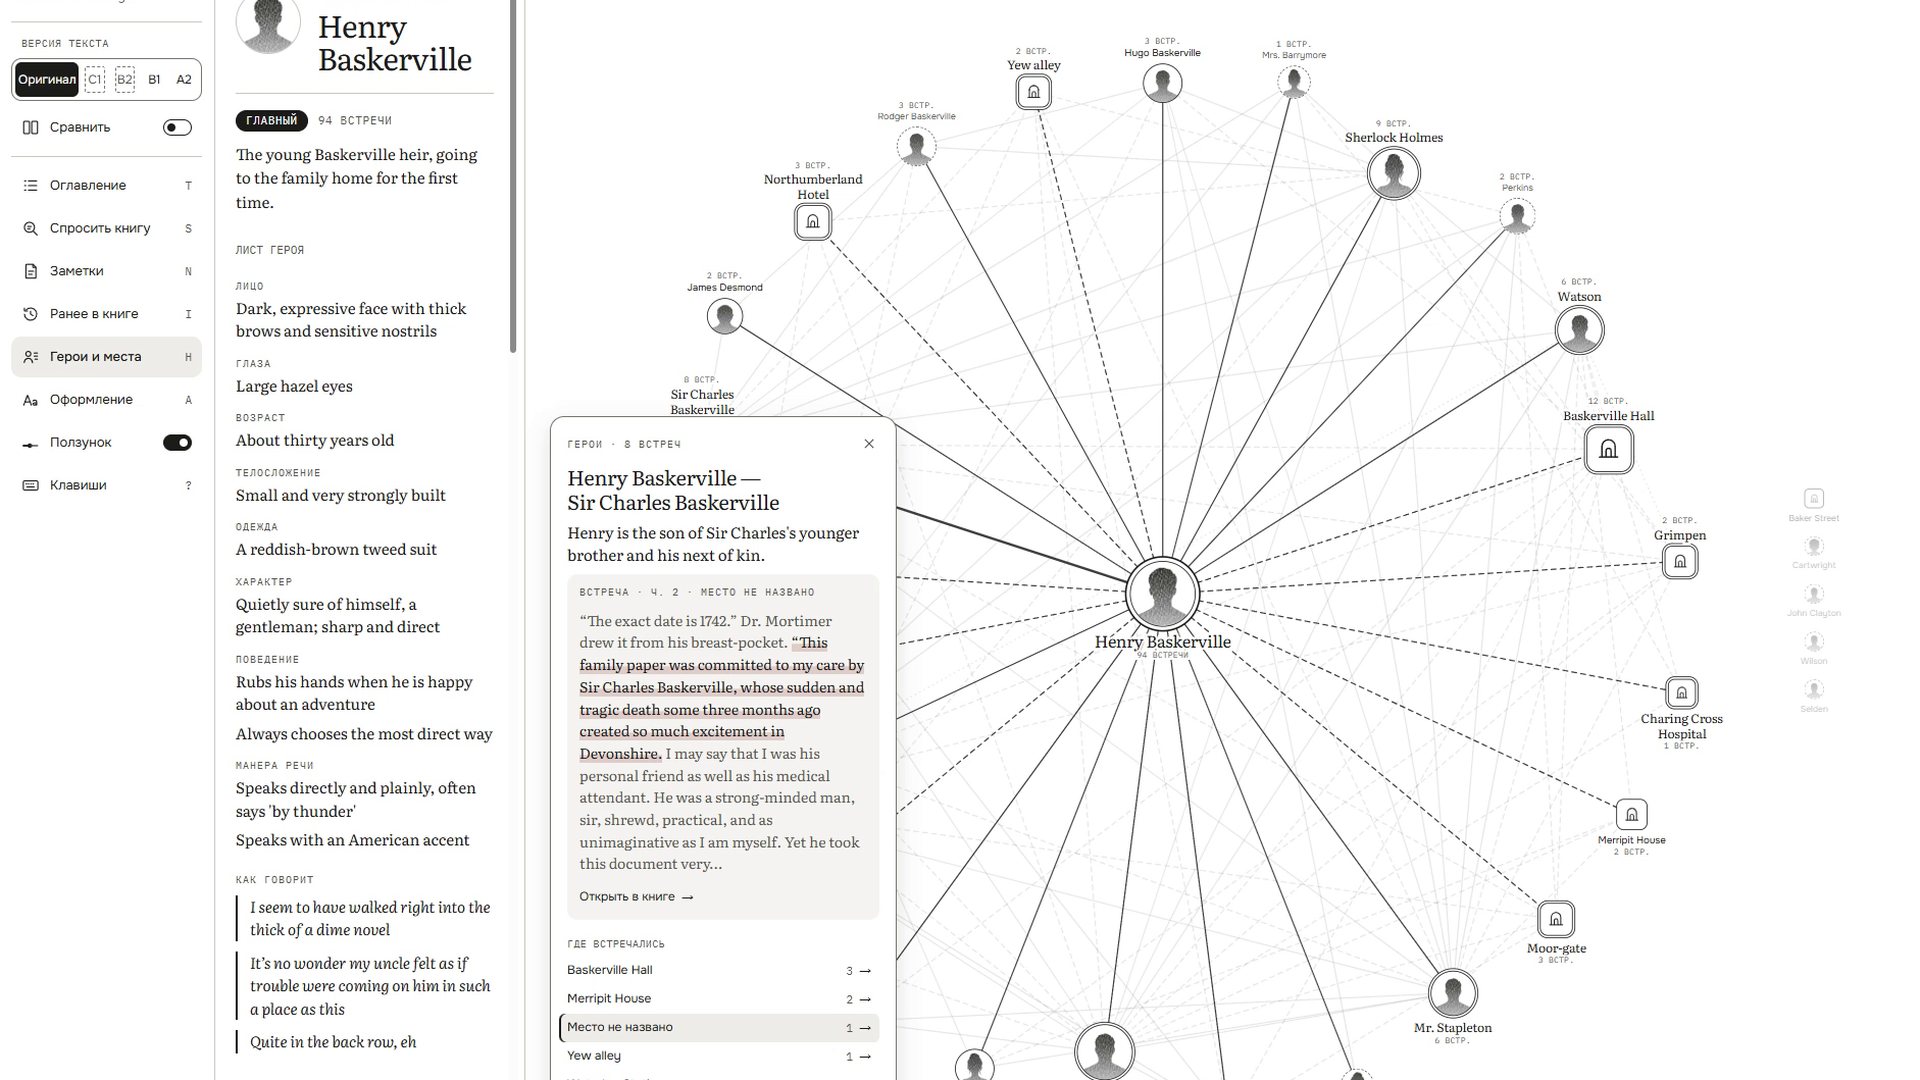 ВЕРСИЯ ТЕКСТА
Оригинал C1 B2 B1 A2
Сравнить
Оглавление T
Спросить книгу S
Заметки N
Ранее в книге I
Герои и места H
Оформление A
Ползунок
Клавиши ?
Henry
Baskerville
ГЛАВНЫЙ 94 ВСТРЕЧИ
The young Baskerville heir, going
to the family home for the first
time.
ЛИСТ ГЕРОЯ
ЛИЦО
Dark, expressive face with thick
brows and sensitive nostrils
ГЛАЗА
Large hazel eyes
ВОЗРАСТ
About thirty years old
ТЕЛОСЛОЖЕНИЕ
Small and very strongly built
ОДЕЖДА
A reddish-brown tweed suit
ХАРАКТЕР
Quietly sure of himself, a
gentleman; sharp and direct
ПОВЕДЕНИЕ
Rubs his hands when he is happy
about an adventure
Always chooses the most direct way
МАНЕРА РЕЧИ
Speaks directly and plainly, often
says 'by thunder'
Speaks with an American accent
КАК ГОВОРИТ
I seem to have walked right into the
thick of a dime novel
It's no wonder my uncle felt as if
trouble were coming on him in such
a place as this
Quite in the back row, eh
2 ВСТР.
Yew alley
3 ВСТР.
Hugo Baskerville
1 ВСТР.
Mrs. Barrymore
3 ВСТР.
Rodger Baskerville
9 ВСТР.
Sherlock Holmes
3 ВСТР.
Northumberland
Hotel
2 ВСТР.
Perkins
2 ВСТР.
James Desmond
6 ВСТР.
Watson
8 ВСТР.
Sir Charles
Baskerville
12 ВСТР.
Baskerville Hall
2 ВСТР.
Grimpen
Henry Baskerville
94 ВСТРЕЧИ
Charing Cross
Hospital
1 ВСТР.
Merripit House
2 ВСТР.
Moor-gate
3 ВСТР.
Mr. Stapleton
6 ВСТР.
Baker Street
Cartwright
John Clayton
Wilson
Selden
ГЕРОИ · 8 ВСТРЕЧ
Henry Baskerville —
Sir Charles Baskerville
Henry is the son of Sir Charles's younger
brother and his next of kin.
ВСТРЕЧА · Ч. 2 · МЕСТО НЕ НАЗВАНО
“The exact date is 1742.” Dr. Mortimer
drew it from his breast-pocket. “This
family paper was committed to my care by
Sir Charles Baskerville, whose sudden and
tragic death some three months ago
created so much excitement in
Devonshire. I may say that I was his
personal friend as well as his medical
attendant. He was a strong-minded man,
sir, shrewd, practical, and as
unimaginative as I am myself. Yet he took
this document very…
Открыть в книге →
ГДЕ ВСТРЕЧАЛИСЬ
Baskerville Hall 3 →
Merripit House 2 →
Место не названо 1 →
Yew alley 1 →